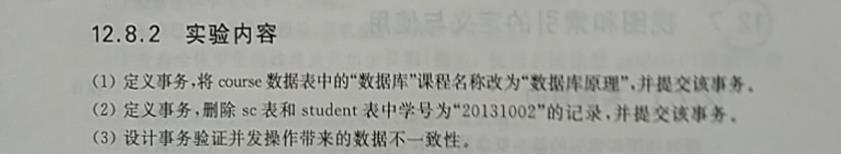 12.8.2 实验内容
(1) 定义事务,将 course 数据表中的“数据库”课程名称改为“数据库原理”,并提交该事务。
(2) 定义事务,删除 sc 表和 student 表中学号为“20131002”的记录,并提交该事务。
(3) 设计事务验证并发操作带来的数据不一致性。